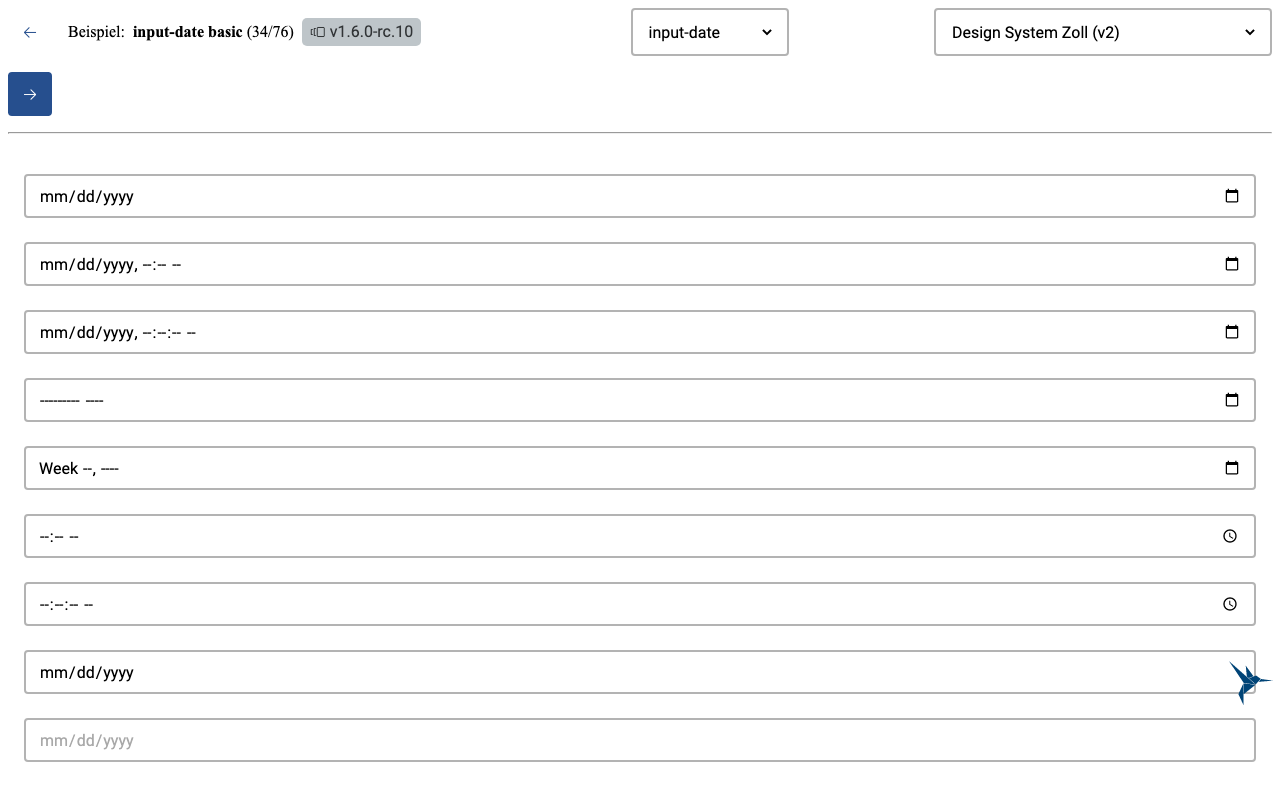 Beispiel: input-date basic (34/76) v1.6.0-rc.10
input-date
Design System Zoll (v2)
mm/dd/yyyy
mm/dd/yyyy, --:-- --
mm/dd/yyyy, --:--:-- --
--------- ----
Week --, ----
--:-- --
--:--:-- --
mm/dd/yyyy
mm/dd/yyyy